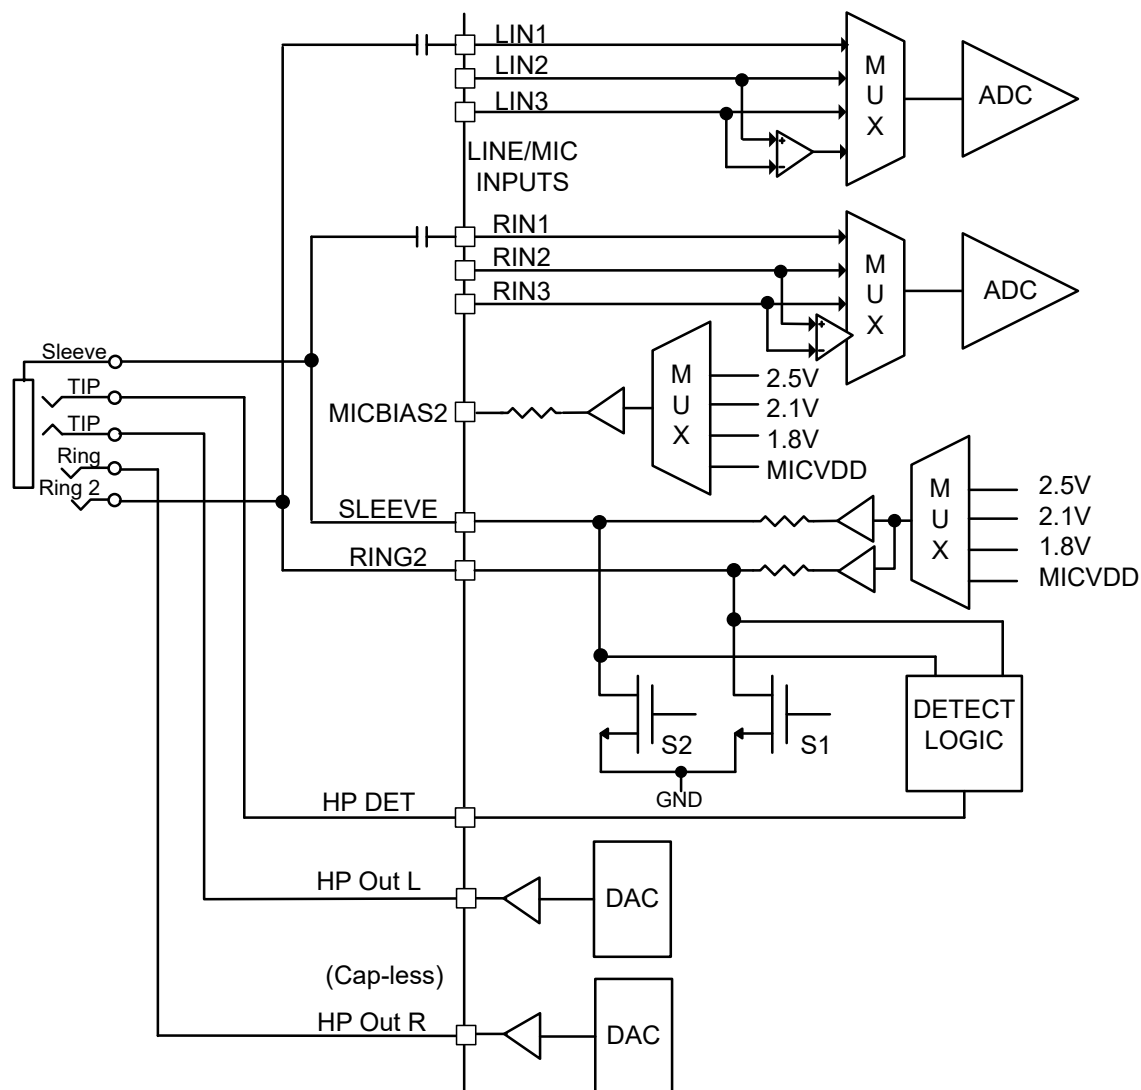 LIN1
LIN2
LIN3
LINE/MIC
INPUTS
M
U
X
ADC
RIN1
RIN2
RIN3
M
U
X
ADC
Sleeve
TIP
TIP
Ring
Ring 2
MICBIAS2
M
U
X
2.5V
2.1V
1.8V
MICVDD
SLEEVE
RING2
M
U
X
2.5V
2.1V
1.8V
MICVDD
S2
S1
GND
DETECT
LOGIC
HP DET
HP Out L
DAC
(Cap-less)
HP Out R
DAC
+
−
+
−